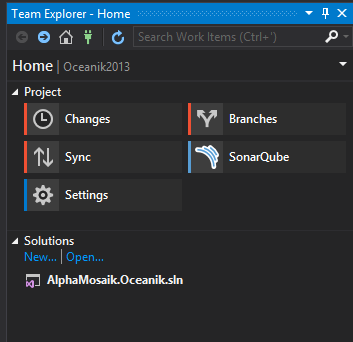 Team Explorer - Home
Search Work Items (Ctrl+')
Home | Oceanik2013
Project
Changes
Branches
Sync
SonarQube
Settings
Solutions
New... | Open...
AlphaMosaik.Oceanik.sln